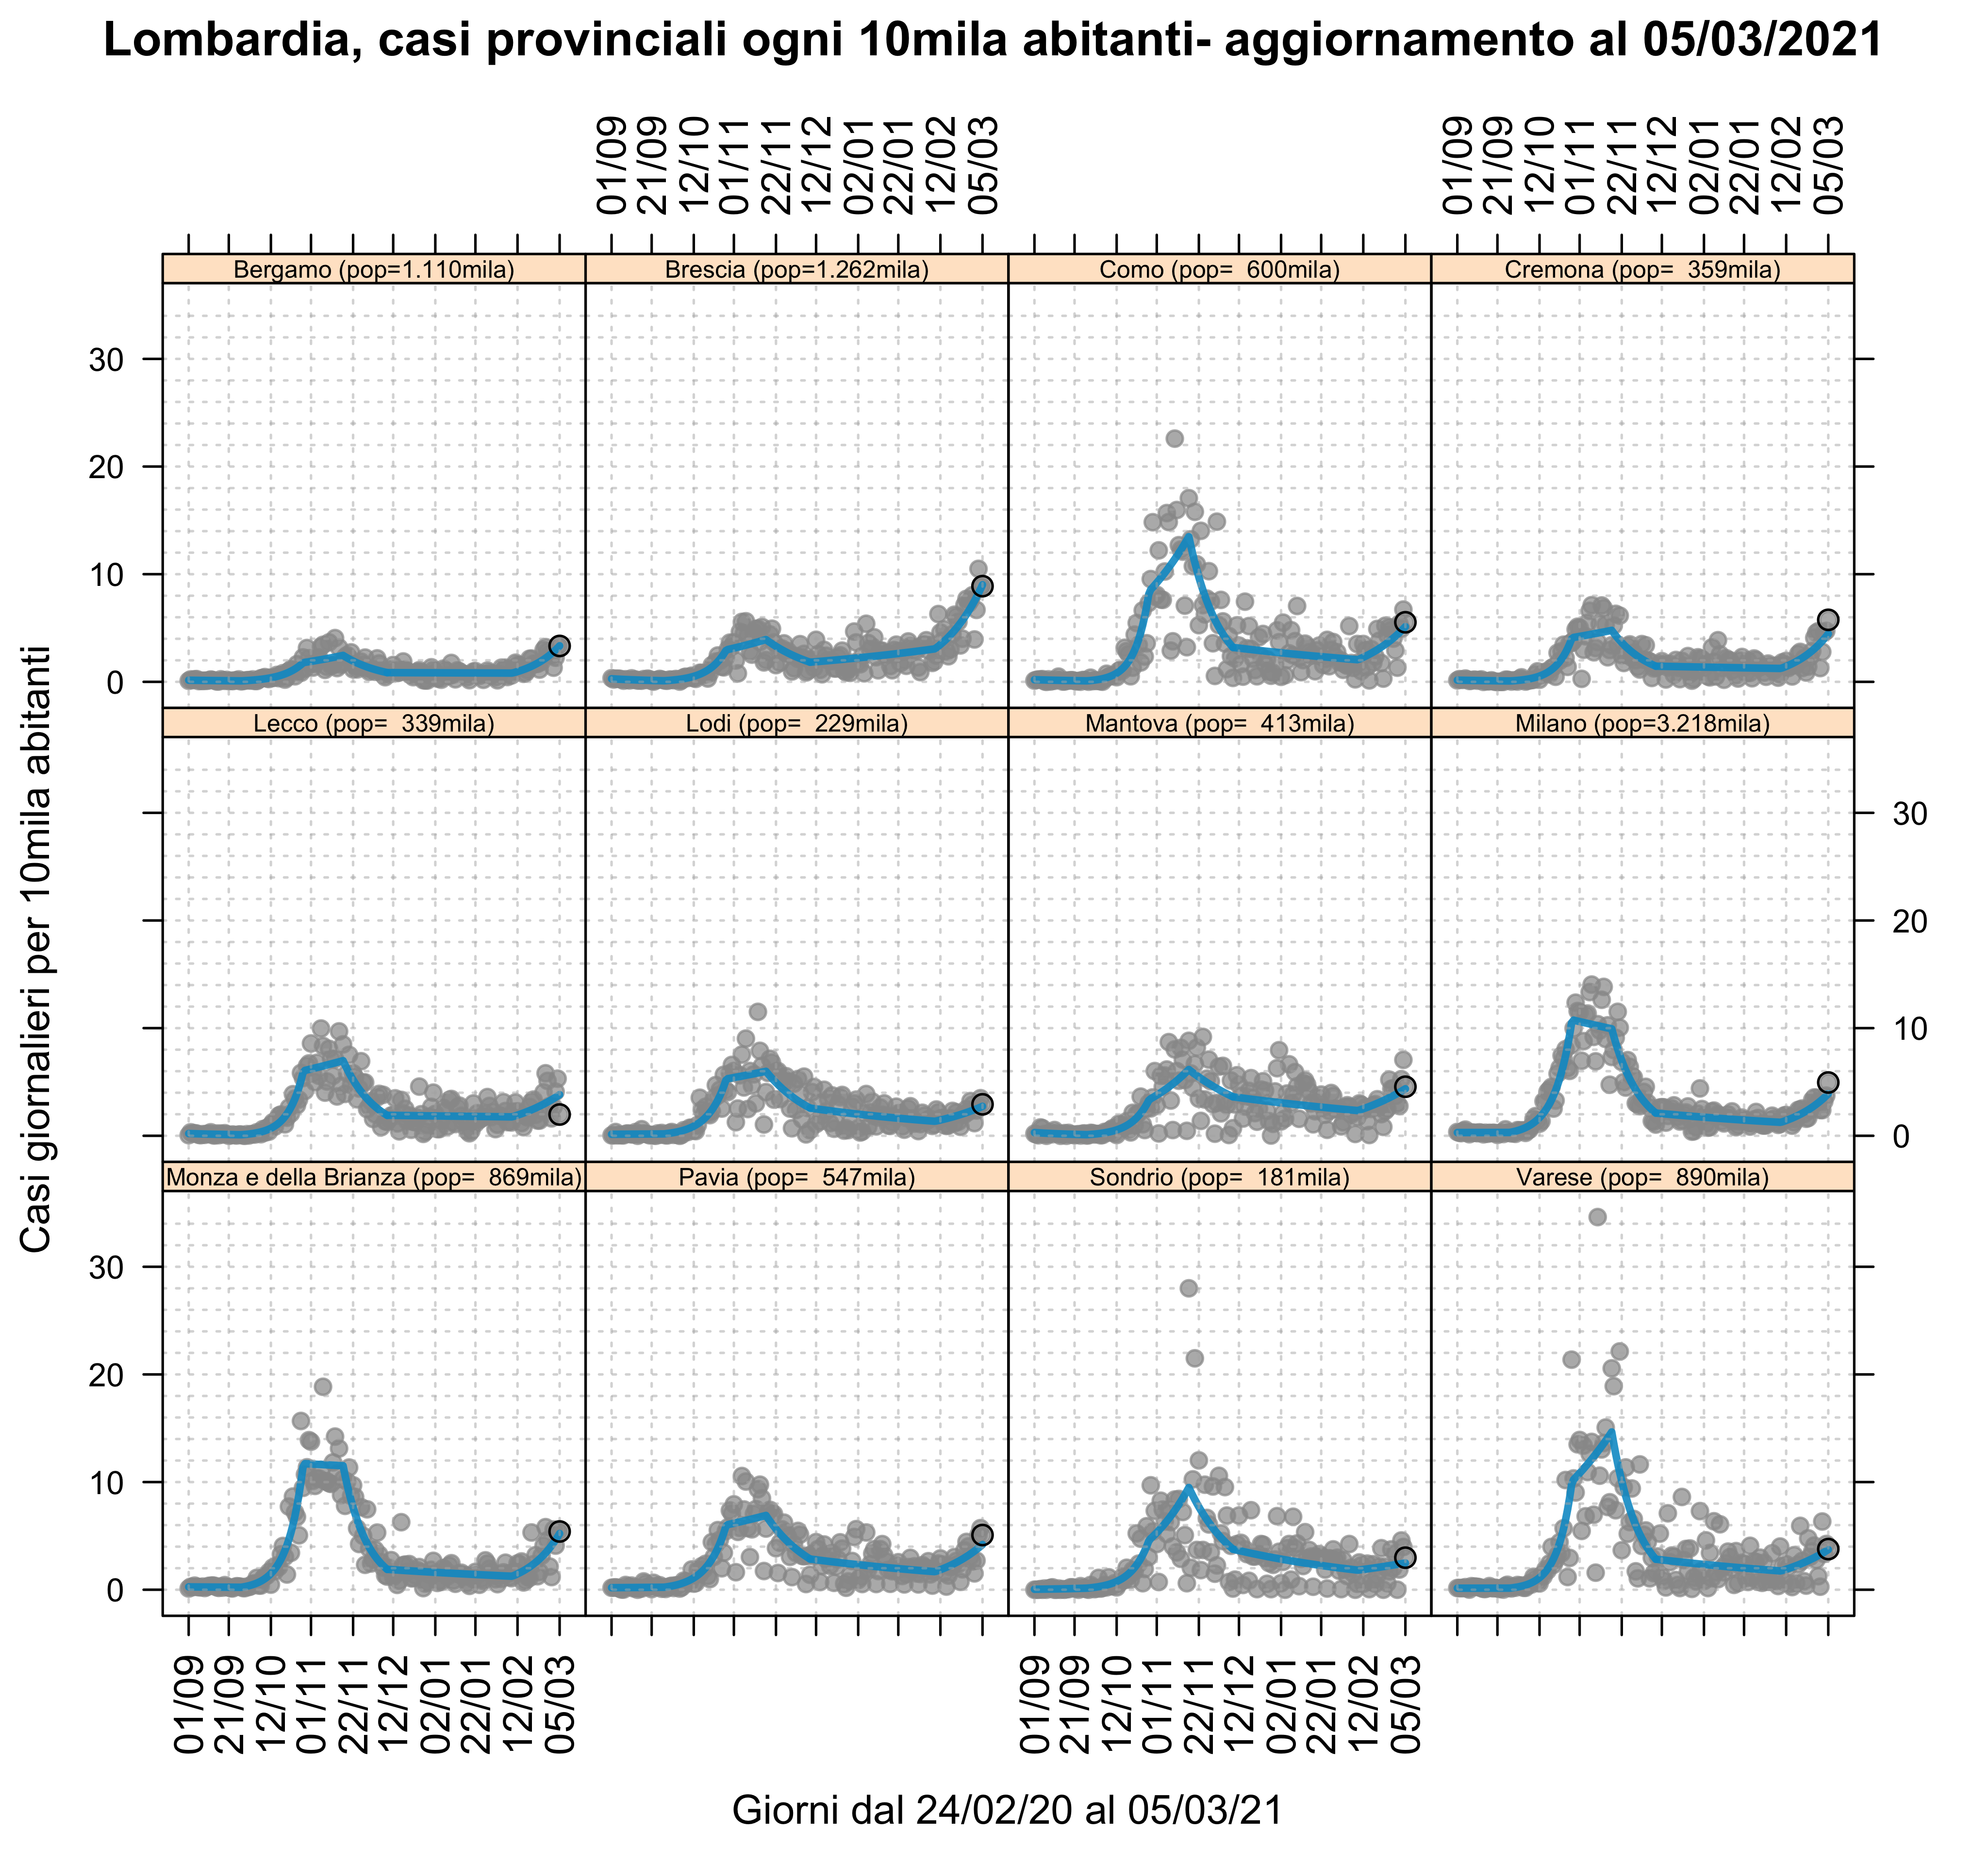 Lombardia, casi provinciali ogni 10mila abitanti- aggiornamento al 05/03/2021
01/09 21/09 12/10 01/11 22/11 12/12 02/01 22/01 12/02 05/03
01/09 21/09 12/10 01/11 22/11 12/12 02/01 22/01 12/02 05/03
Bergamo (pop=1.110mila)
Brescia (pop=1.262mila)
Como (pop=  600mila)
Cremona (pop=  359mila)
30
20
10
0
Lecco (pop=  339mila)
Lodi (pop=  229mila)
Mantova (pop=  413mila)
Milano (pop=3.218mila)
30
20
10
0
Casi giornalieri per 10mila abitanti
Monza e della Brianza (pop=  869mila)
Pavia (pop=  547mila)
Sondrio (pop=  181mila)
Varese (pop=  890mila)
30
20
10
0
01/09 21/09 12/10 01/11 22/11 12/12 02/01 22/01 12/02 05/03
01/09 21/09 12/10 01/11 22/11 12/12 02/01 22/01 12/02 05/03
Giorni dal 24/02/20 al 05/03/21